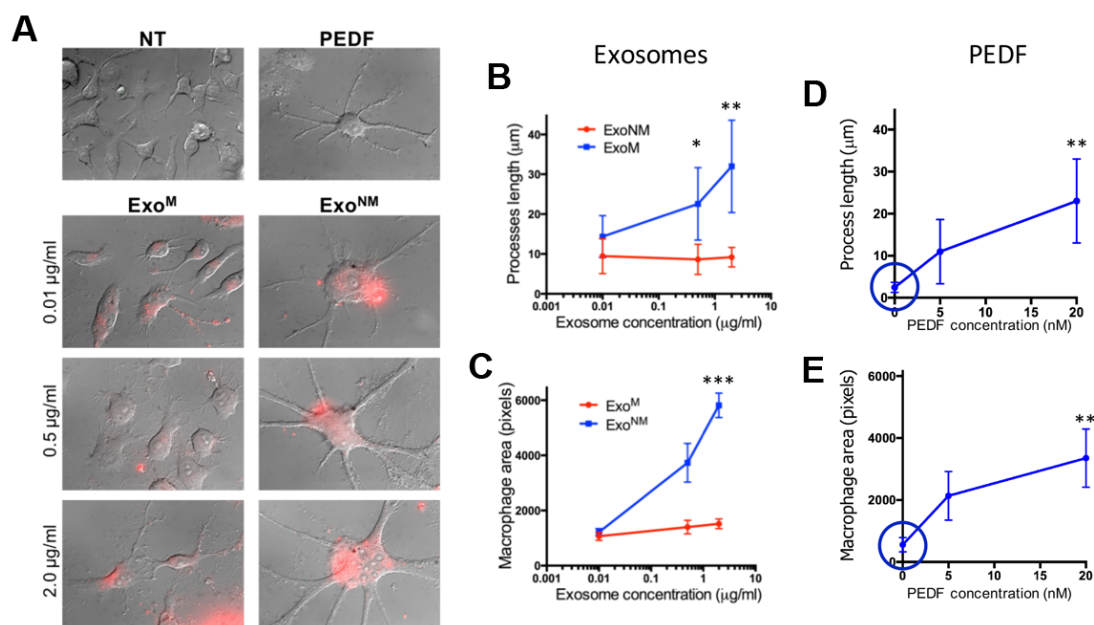 A
NT PEDF
Exo^M Exo^NM
0.01 µg/ml
0.5 µg/ml
2.0 µg/ml
Exosomes
B
Processes length (µm)
40
30
20
10
0
* **
ExoNM
ExoM
0.001 0.01 0.1 1 10
Exosome concentration (µg/ml)
C
Macrophage area (pixels)
6000
4000
2000
0
***
Exo^M
Exo^NM
0.001 0.01 0.1 1 10
Exosome concentration (µg/ml)
PEDF
D
Process length (µm)
40
30
20
10
0
**
0 5 10 15 20
PEDF concentration (nM)
E
Macrophage area (pixels)
6000
4000
2000
0
**
0 5 10 15 20
PEDF concentration (nM)